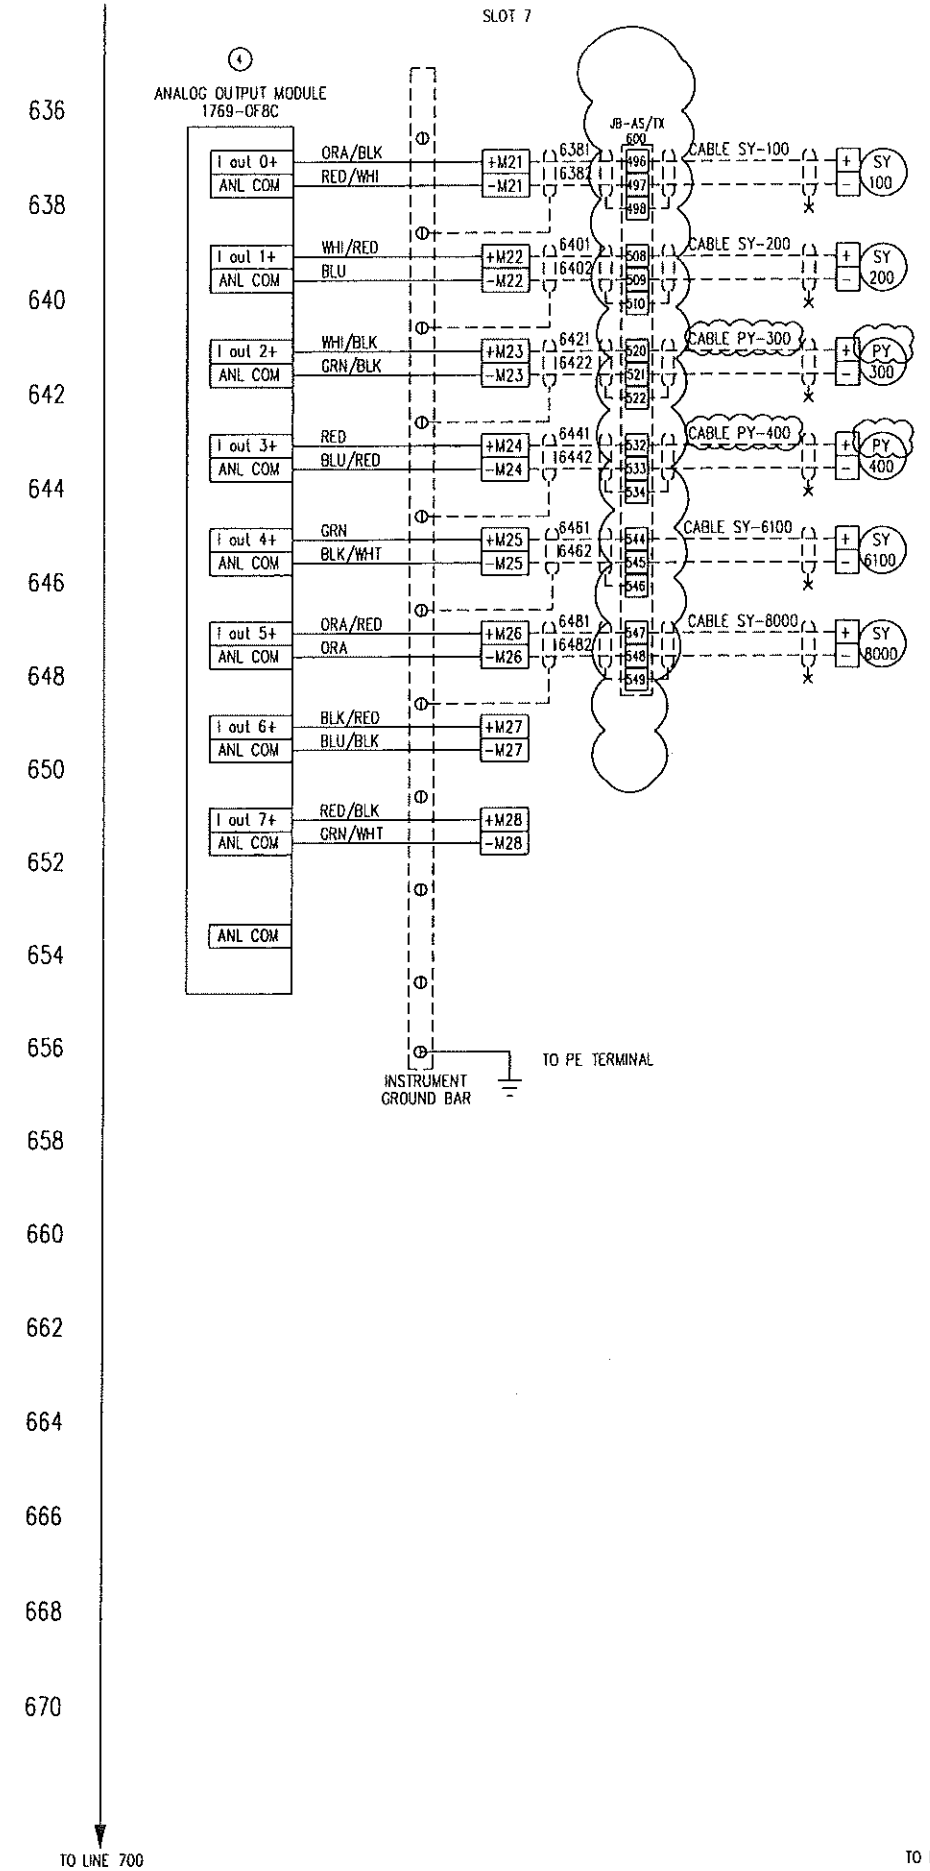 SLOT 7
4
ANALOG OUTPUT MODULE
1769-OF8C
636
JB-AS/TX
600
I out 0+ ORA/BLK +M21 6381 496 CABLE SY-100 + SY
ANL COM RED/WHI -M21 6382 497 - 100
638
498
I out 1+ WHI/RED +M22 6401 508 CABLE SY-200 + SY
ANL COM BLU -M22 6402 509 - 200
640
510
I out 2+ WHI/BLK +M23 6421 520 CABLE PY-300 + PY
ANL COM GRN/BLK -M23 6422 521 - 300
642
522
I out 3+ RED +M24 6441 532 CABLE PY-400 + PY
ANL COM BLU/RED -M24 6442 533 - 400
644
534
I out 4+ GRN +M25 6461 544 CABLE SY-6100 + SY
ANL COM BLK/WHT -M25 6462 545 - 6100
646
546
I out 5+ ORA/RED +M26 6481 547 CABLE SY-8000 + SY
ANL COM ORA -M26 6482 548 - 8000
648
549
I out 6+ BLK/RED +M27
ANL COM BLU/BLK -M27
650
I out 7+ RED/BLK +M28
ANL COM GRN/WHT -M28
652
ANL COM
654
656
TO PE TERMINAL
INSTRUMENT
GROUND BAR
658
660
662
664
666
668
670
TO LINE 700
TO